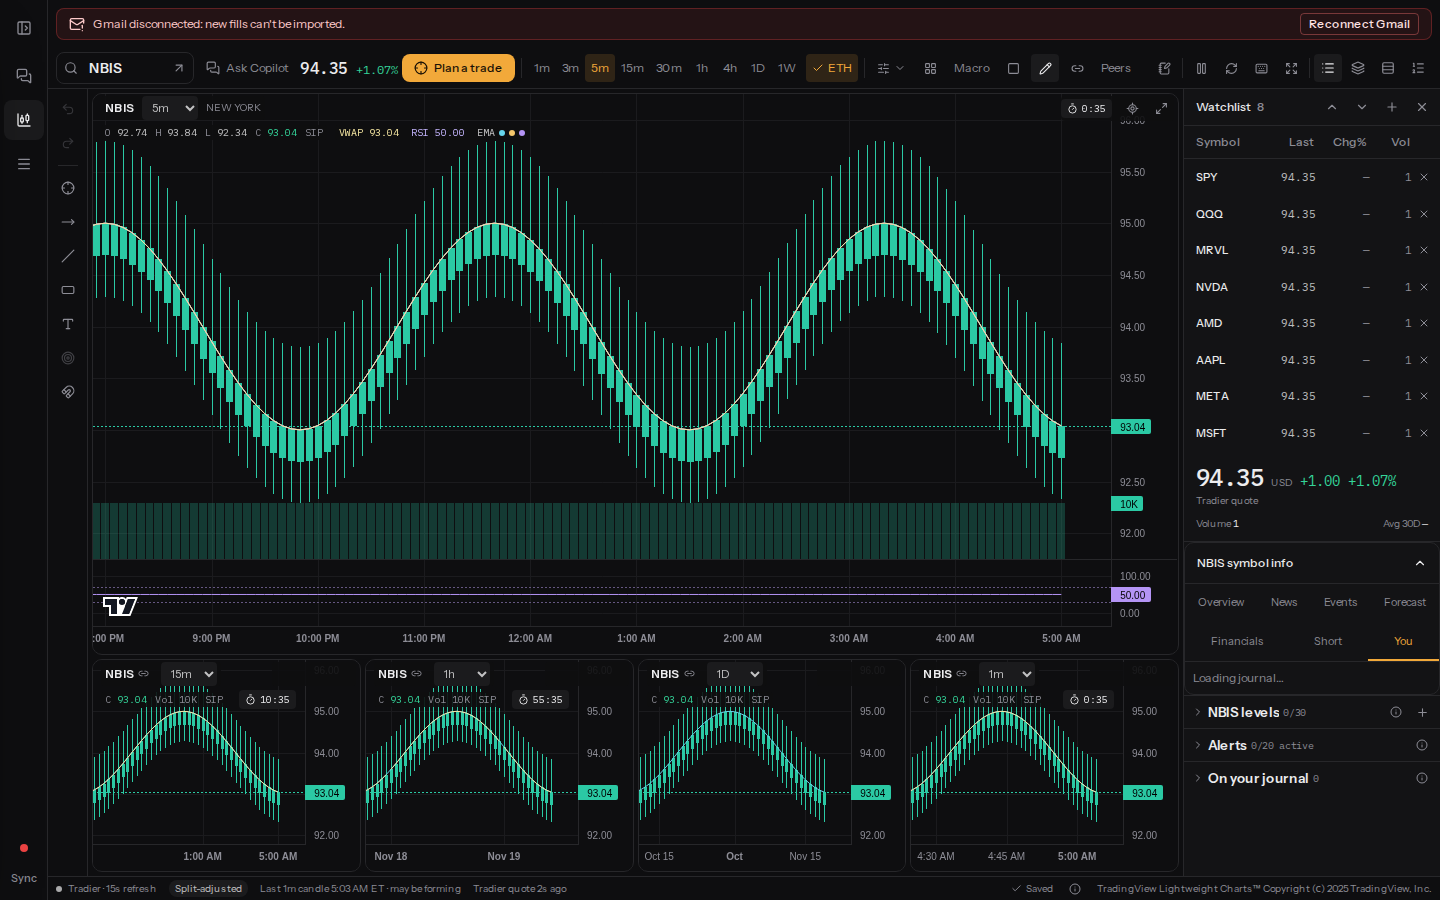 Gmail disconnected: new fills can't be imported.
Reconnect Gmail
NBIS
Ask Copilot
94.35 +1.07%
Plan a trade
1m 3m 5m 15m 30m 1h 4h 1D 1W
ETH
Macro
Peers
NBIS 5m NEW YORK
0:35
O 92.74 H 93.84 L 92.34 C 93.04 SIP VWAP 93.04 RSI 50.00 EMA
95.50
95.00
94.50
94.00
93.50
93.04
92.50
10K
92.00
100.00
50.00
0.00
:00 PM 9:00 PM 10:00 PM 11:00 PM 12:00 AM 1:00 AM 2:00 AM 3:00 AM 4:00 AM 5:00 AM
NBIS 15m
C 93.04 Vol 10K SIP
10:35
95.00
94.00
93.04
92.00
1:00 AM 5:00 AM
NBIS 1h
C 93.04 Vol 10K SIP
55:35
95.00
94.00
93.04
92.00
Nov 18 Nov 19
NBIS 1D
C 93.04 Vol 10K SIP
95.00
94.00
93.04
92.00
Oct 15 Oct Nov 15
NBIS 1m
C 93.04 Vol 10K SIP
0:35
95.00
94.00
93.04
92.00
4:30 AM 4:45 AM 5:00 AM
Watchlist 8
Symbol Last Chg% Vol
SPY 94.35 — 1
QQQ 94.35 — 1
MRVL 94.35 — 1
NVDA 94.35 — 1
AMD 94.35 — 1
AAPL 94.35 — 1
META 94.35 — 1
MSFT 94.35 — 1
94.35 USD +1.00 +1.07%
Tradier quote
Volume 1 Avg 30D —
NBIS symbol info
Overview News Events Forecast
Financials Short You
Loading journal…
NBIS levels 0/30
Alerts 0/20 active
On your journal 0
Sync
Tradier · 15s refresh Split-adjusted Last 1m candle 5:03 AM ET · may be forming Tradier quote 2s ago
Saved
TradingView Lightweight Charts™ Copyright (c) 2025 TradingView, Inc.